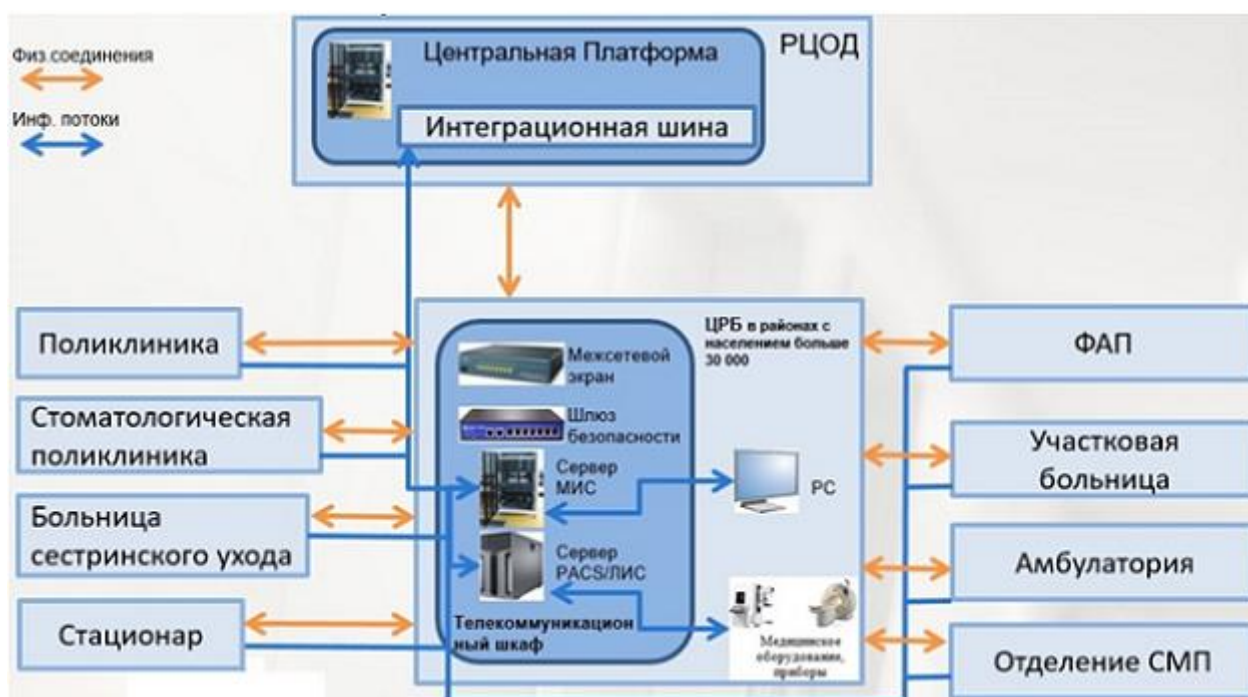 Центральная Платформа
РЦОД
Интеграционная шина
Физ.соединения
Инф. потоки
Поликлиника
Стоматологическая
поликлиника
Больница
сестринского ухода
Стационар
ЦРБ в районах с
населением больше
30 000
Межсетевой
экран
Шлюз
безопасности
Сервер
МИС
PC
Сервер
PACS/ЛИС
Телекоммуникацион
ный шкаф
Медицинское
оборудование,
приборы
ФАП
Участковая
больница
Амбулатория
Отделение СМП